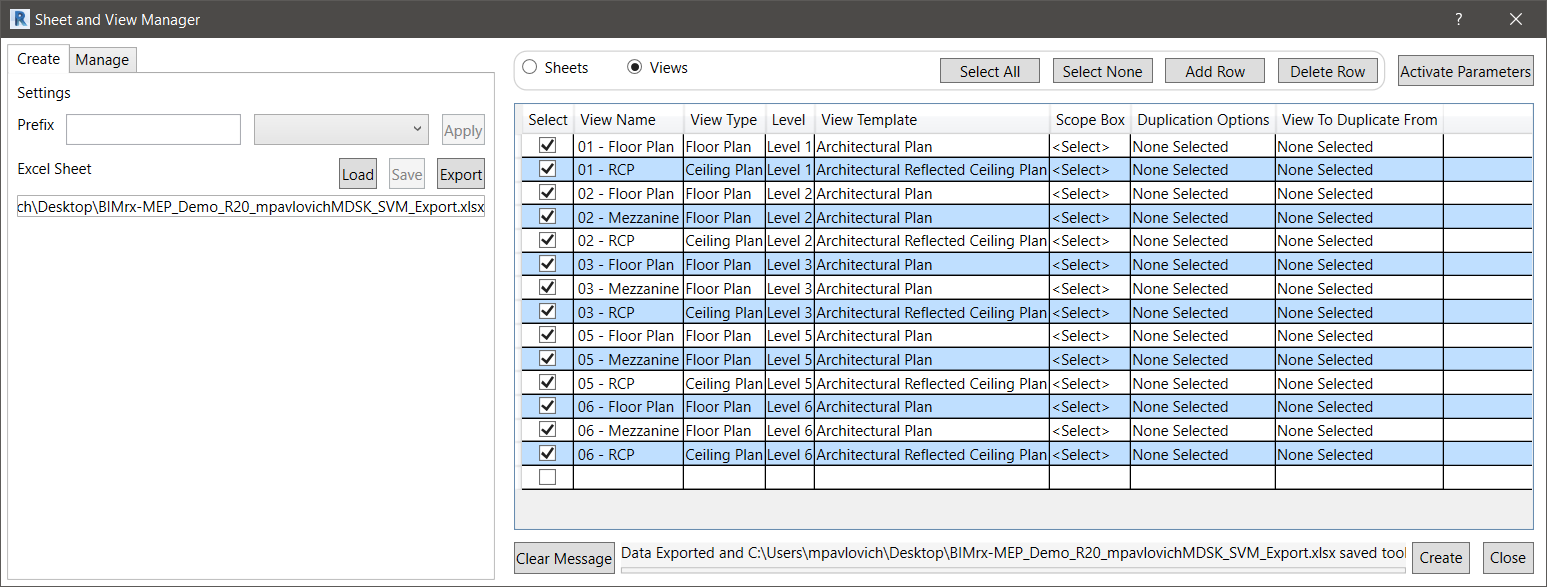 Sheet and View Manager ?
Create Manage
Settings
Prefix Apply
Excel Sheet Load Save Export
ch\Desktop\BIMrx-MEP_Demo_R20_mpavlovichMDSK_SVM_Export.xlsx
Sheets Views Select All Select None Add Row Delete Row Activate Parameters
Select View Name View Type Level View Template Scope Box Duplication Options View To Duplicate From
01 - Floor Plan Floor Plan Level 1 Architectural Plan <Select> None Selected None Selected
01 - RCP Ceiling Plan Level 1 Architectural Reflected Ceiling Plan <Select> None Selected None Selected
02 - Floor Plan Floor Plan Level 2 Architectural Plan <Select> None Selected None Selected
02 - Mezzanine Floor Plan Level 2 Architectural Plan <Select> None Selected None Selected
02 - RCP Ceiling Plan Level 2 Architectural Reflected Ceiling Plan <Select> None Selected None Selected
03 - Floor Plan Floor Plan Level 3 Architectural Plan <Select> None Selected None Selected
03 - Mezzanine Floor Plan Level 3 Architectural Plan <Select> None Selected None Selected
03 - RCP Ceiling Plan Level 3 Architectural Reflected Ceiling Plan <Select> None Selected None Selected
05 - Floor Plan Floor Plan Level 5 Architectural Plan <Select> None Selected None Selected
05 - Mezzanine Floor Plan Level 5 Architectural Plan <Select> None Selected None Selected
05 - RCP Ceiling Plan Level 5 Architectural Reflected Ceiling Plan <Select> None Selected None Selected
06 - Floor Plan Floor Plan Level 6 Architectural Plan <Select> None Selected None Selected
06 - Mezzanine Floor Plan Level 6 Architectural Plan <Select> None Selected None Selected
06 - RCP Ceiling Plan Level 6 Architectural Reflected Ceiling Plan <Select> None Selected None Selected
Clear Message Data Exported and C:\Users\mpavlovich\Desktop\BIMrx-MEP_Demo_R20_mpavlovichMDSK_SVM_Export.xlsx saved tool Create Close